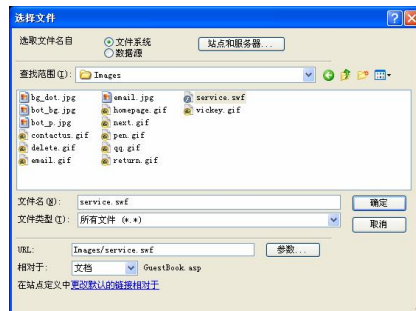 选择文件
选取文件名自
文件系统
数据源
站点和服务器...
查找范围(I):
Images
bg_dot.jpg
bot_bg.jpg
bot_p.jpg
contactus.gif
delete.gif
email.gif
email.jpg
homepage.gif
next.gif
pen.gif
qq.gif
return.gif
service.swf
vickey.gif
文件名(N):
service.swf
确定
文件类型(T):
所有文件 (*.*)
取消
URL:
Images/service.swf
参数...
相对于:
文档
GuestBook.asp
在站点定义中更改默认的链接相对于